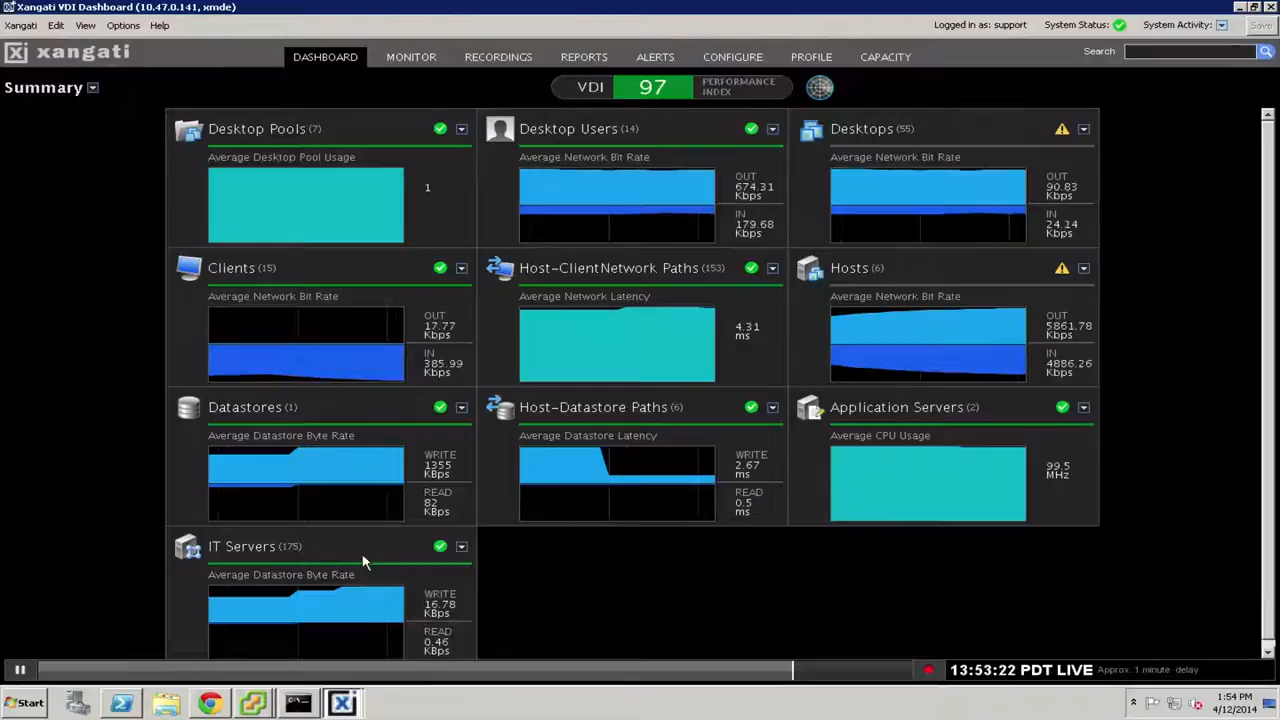 Xangati VDI Dashboard (10.47.0.141, xmde)
Xangati Edit View Options Help
Logged in as: support System Status: System Activity: Save
xangati
DASHBOARD MONITOR RECORDINGS REPORTS ALERTS CONFIGURE PROFILE CAPACITY
Search
Summary
VDI 97 PERFORMANCE INDEX
Desktop Pools (7)
Average Desktop Pool Usage
1
Desktop Users (14)
Average Network Bit Rate
OUT
674.31
Kbps
IN
179.68
Kbps
Desktops (55)
Average Network Bit Rate
OUT
90.83
Kbps
IN
24.14
Kbps
Clients (15)
Average Network Bit Rate
OUT
17.77
Kbps
IN
385.99
Kbps
Host-ClientNetwork Paths (153)
Average Network Latency
4.31
ms
Hosts (6)
Average Network Bit Rate
OUT
5861.78
Kbps
IN
4886.26
Kbps
Datastores (1)
Average Datastore Byte Rate
WRITE
1355
KBps
READ
82
KBps
Host-Datastore Paths (6)
Average Datastore Latency
WRITE
2.67
ms
READ
0.5
ms
Application Servers (2)
Average CPU Usage
99.5
MHz
IT Servers (175)
Average Datastore Byte Rate
WRITE
16.78
KBps
READ
0.46
KBps
13:53:22 PDT LIVE Approx. 1 minute delay
Start
1:54 PM
4/12/2014